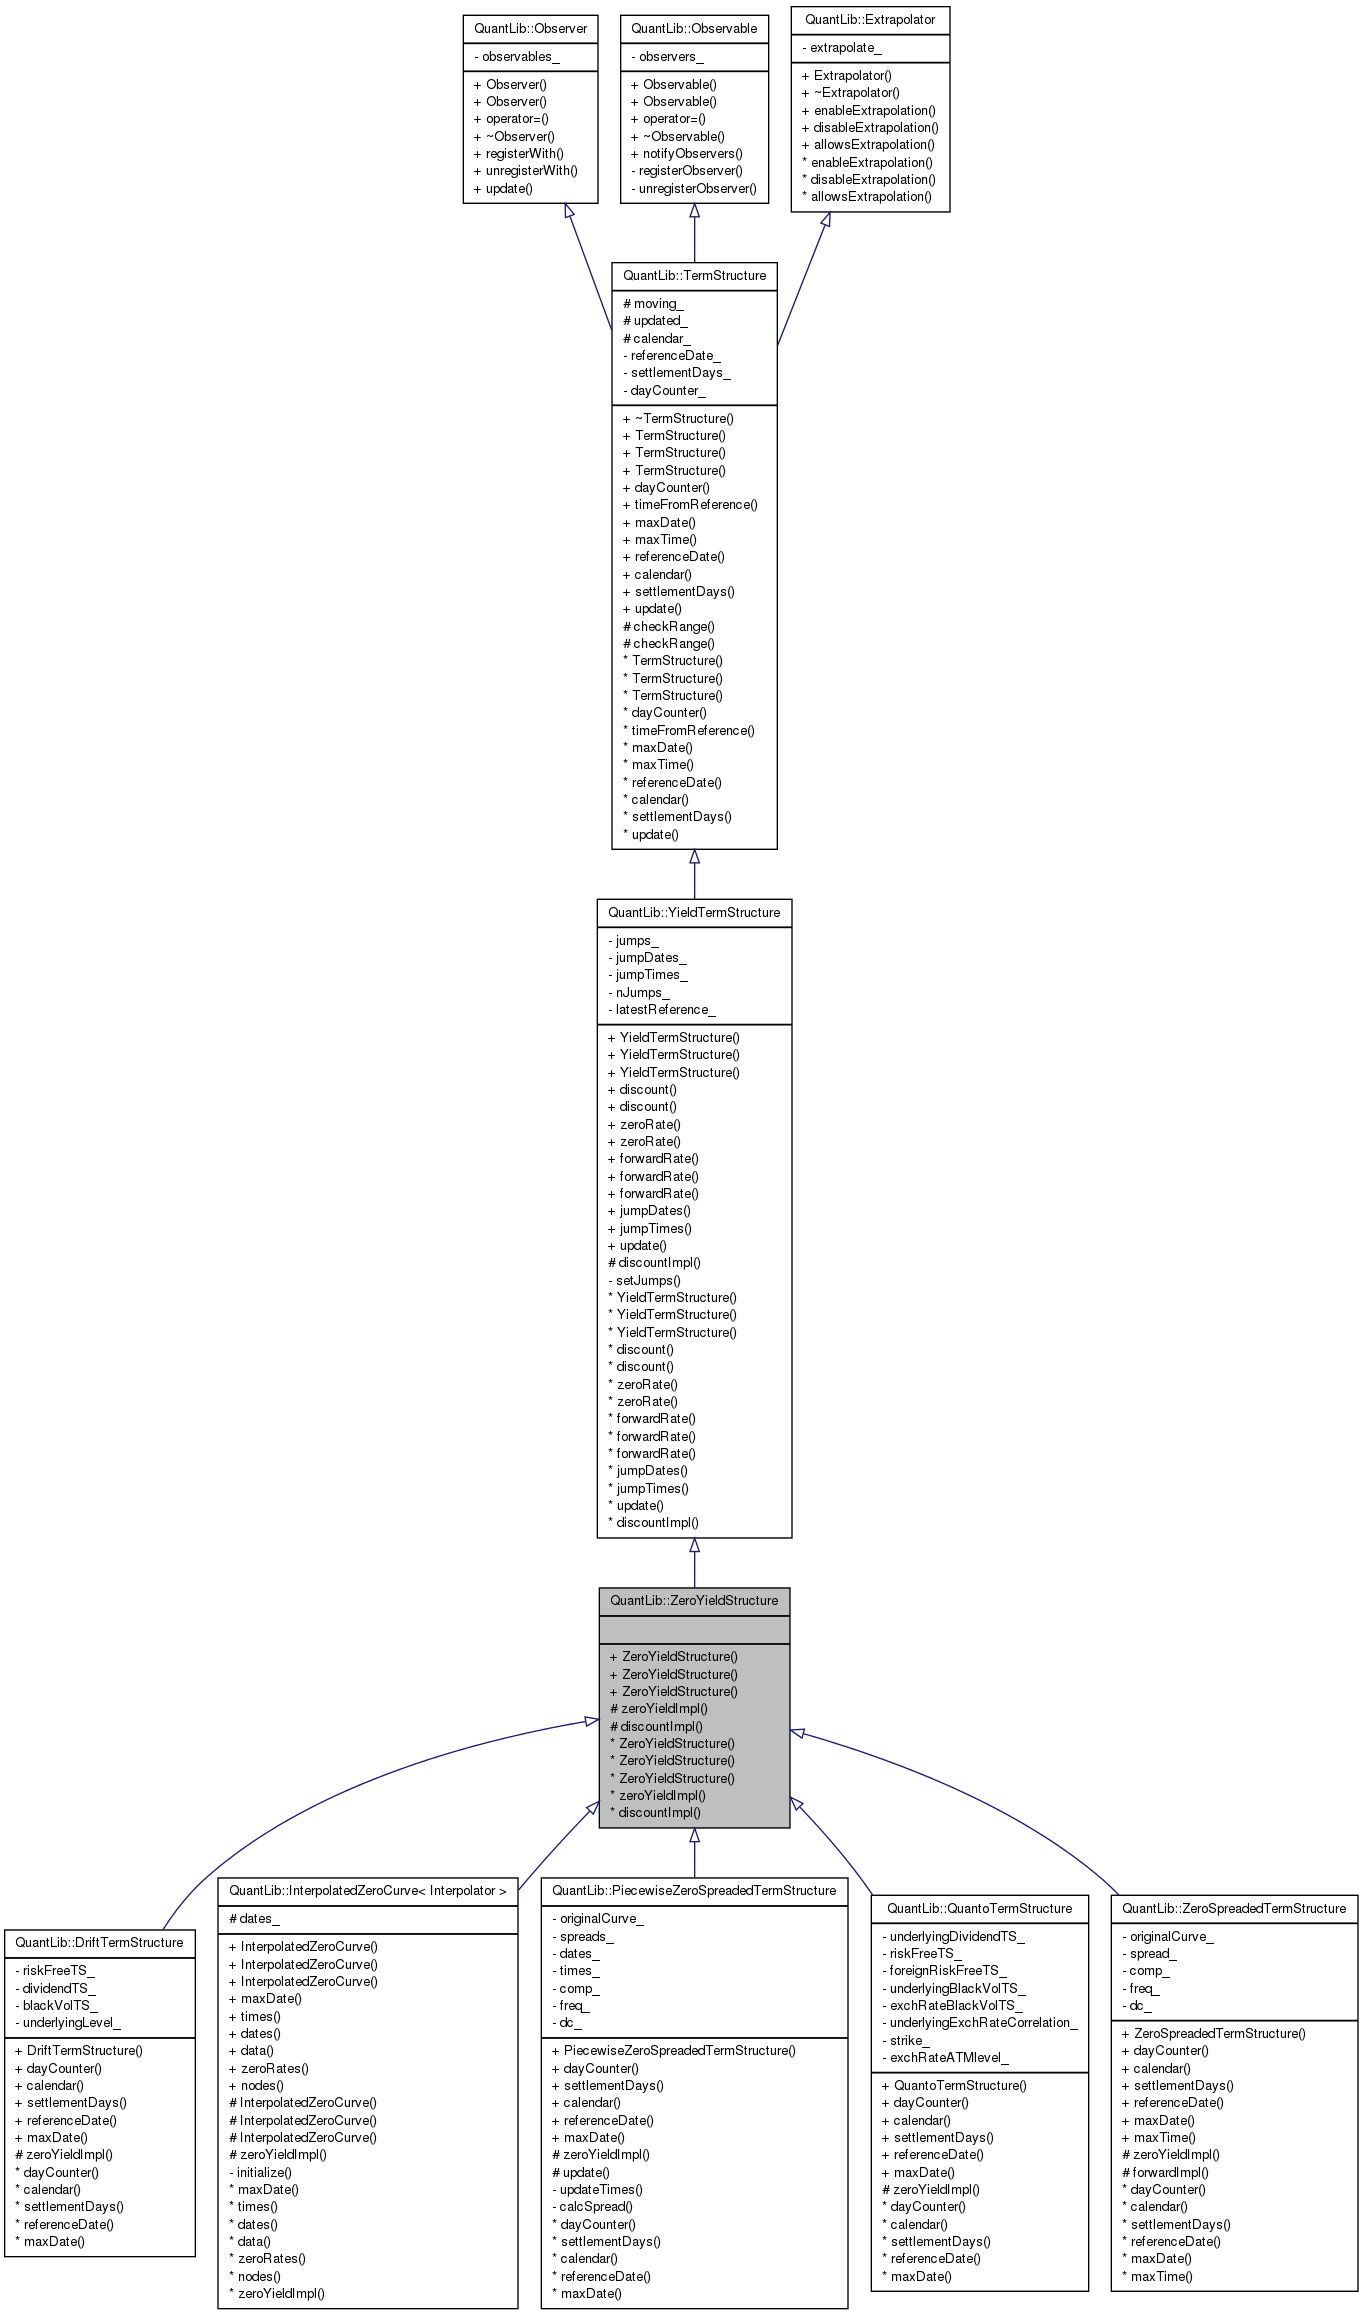 QuantLib::Observer
- observables_
+ Observer()
+ Observer()
+ operator=()
+ ~Observer()
+ registerWith()
+ unregisterWith()
+ update()
QuantLib::Observable
- observers_
+ Observable()
+ Observable()
+ operator=()
+ ~Observable()
+ notifyObservers()
- registerObserver()
- unregisterObserver()
QuantLib::Extrapolator
- extrapolate_
+ Extrapolator()
+ ~Extrapolator()
+ enableExtrapolation()
+ disableExtrapolation()
+ allowsExtrapolation()
* enableExtrapolation()
* disableExtrapolation()
* allowsExtrapolation()
QuantLib::TermStructure
# moving_
# updated_
# calendar_
- referenceDate_
- settlementDays_
- dayCounter_
+ ~TermStructure()
+ TermStructure()
+ TermStructure()
+ TermStructure()
+ dayCounter()
+ timeFromReference()
+ maxDate()
+ maxTime()
+ referenceDate()
+ calendar()
+ settlementDays()
+ update()
# checkRange()
# checkRange()
* TermStructure()
* TermStructure()
* TermStructure()
* dayCounter()
* timeFromReference()
* maxDate()
* maxTime()
* referenceDate()
* calendar()
* settlementDays()
* update()
QuantLib::YieldTermStructure
- jumps_
- jumpDates_
- jumpTimes_
- nJumps_
- latestReference_
+ YieldTermStructure()
+ YieldTermStructure()
+ YieldTermStructure()
+ discount()
+ discount()
+ zeroRate()
+ zeroRate()
+ forwardRate()
+ forwardRate()
+ forwardRate()
+ jumpDates()
+ jumpTimes()
+ update()
# discountImpl()
- setJumps()
* YieldTermStructure()
* YieldTermStructure()
* YieldTermStructure()
* discount()
* discount()
* zeroRate()
* zeroRate()
* forwardRate()
* forwardRate()
* forwardRate()
* jumpDates()
* jumpTimes()
* update()
* discountImpl()
QuantLib::ZeroYieldStructure
+ ZeroYieldStructure()
+ ZeroYieldStructure()
+ ZeroYieldStructure()
# zeroYieldImpl()
# discountImpl()
* ZeroYieldStructure()
* ZeroYieldStructure()
* ZeroYieldStructure()
* zeroYieldImpl()
* discountImpl()
QuantLib::DriftTermStructure
- riskFreeTS_
- dividendTS_
- blackVolTS_
- underlyingLevel_
+ DriftTermStructure()
+ dayCounter()
+ calendar()
+ settlementDays()
+ referenceDate()
+ maxDate()
# zeroYieldImpl()
* dayCounter()
* calendar()
* settlementDays()
* referenceDate()
* maxDate()
QuantLib::InterpolatedZeroCurve< Interpolator >
# dates_
+ InterpolatedZeroCurve()
+ InterpolatedZeroCurve()
+ InterpolatedZeroCurve()
+ maxDate()
+ times()
+ dates()
+ data()
+ zeroRates()
+ nodes()
# InterpolatedZeroCurve()
# InterpolatedZeroCurve()
# InterpolatedZeroCurve()
# zeroYieldImpl()
- initialize()
* maxDate()
* times()
* dates()
* data()
* zeroRates()
* nodes()
* zeroYieldImpl()
QuantLib::PiecewiseZeroSpreadedTermStructure
- originalCurve_
- spreads_
- dates_
- times_
- comp_
- freq_
- dc_
+ PiecewiseZeroSpreadedTermStructure()
+ dayCounter()
+ settlementDays()
+ calendar()
+ referenceDate()
+ maxDate()
# zeroYieldImpl()
# update()
- updateTimes()
- calcSpread()
* dayCounter()
* settlementDays()
* calendar()
* referenceDate()
* maxDate()
QuantLib::QuantoTermStructure
- underlyingDividendTS_
- riskFreeTS_
- foreignRiskFreeTS_
- underlyingBlackVolTS_
- exchRateBlackVolTS_
- underlyingExchRateCorrelation_
- strike_
- exchRateATMlevel_
+ QuantoTermStructure()
+ dayCounter()
+ calendar()
+ settlementDays()
+ referenceDate()
+ maxDate()
# zeroYieldImpl()
* dayCounter()
* calendar()
* settlementDays()
* referenceDate()
* maxDate()
QuantLib::ZeroSpreadedTermStructure
- originalCurve_
- spread_
- comp_
- freq_
- dc_
+ ZeroSpreadedTermStructure()
+ dayCounter()
+ calendar()
+ settlementDays()
+ referenceDate()
+ maxDate()
+ maxTime()
# zeroYieldImpl()
# forwardImpl()
* dayCounter()
* calendar()
* settlementDays()
* referenceDate()
* maxDate()
* maxTime()